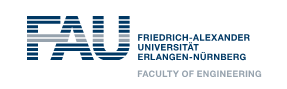 FAU
FRIEDRICH-ALEXANDER
UNIVERSITÄT
ERLANGEN-NÜRNBERG
FACULTY OF ENGINEERING